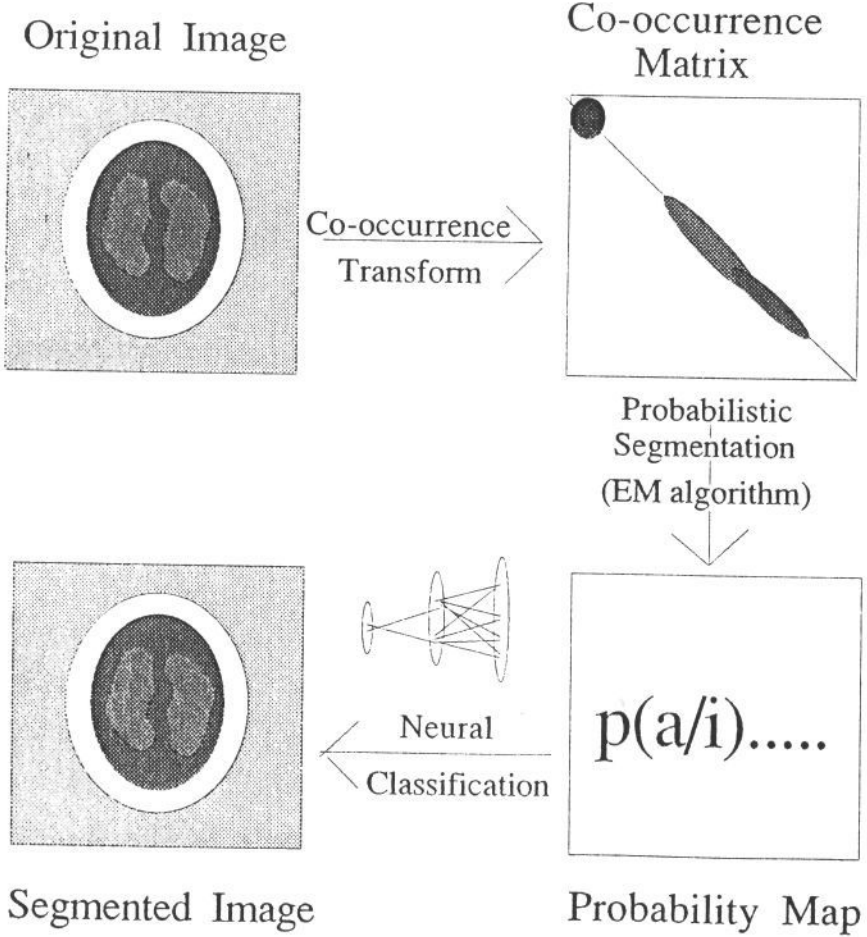 Original Image
Co-occurrence
Matrix
Co-occurrence
Transform
Probabilistic
Segmentation
(EM algorithm)
p(a/i).....
Neural
Classification
Segmented Image
Probability Map